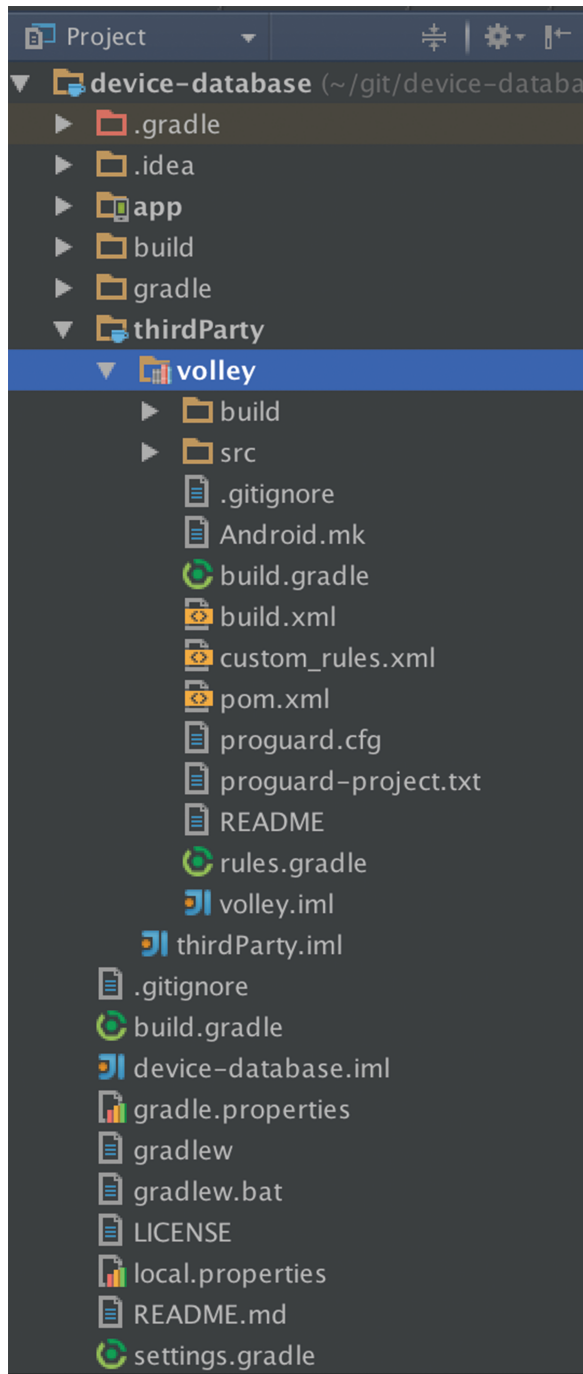 Project
device-database (~/git/device-databa
.gradle
.idea
app
build
gradle
thirdParty
volley
build
src
.gitignore
Android.mk
build.gradle
build.xml
custom_rules.xml
pom.xml
proguard.cfg
proguard-project.txt
README
rules.gradle
volley.iml
thirdParty.iml
.gitignore
build.gradle
device-database.iml
gradle.properties
gradlew
gradlew.bat
LICENSE
local.properties
README.md
settings.gradle